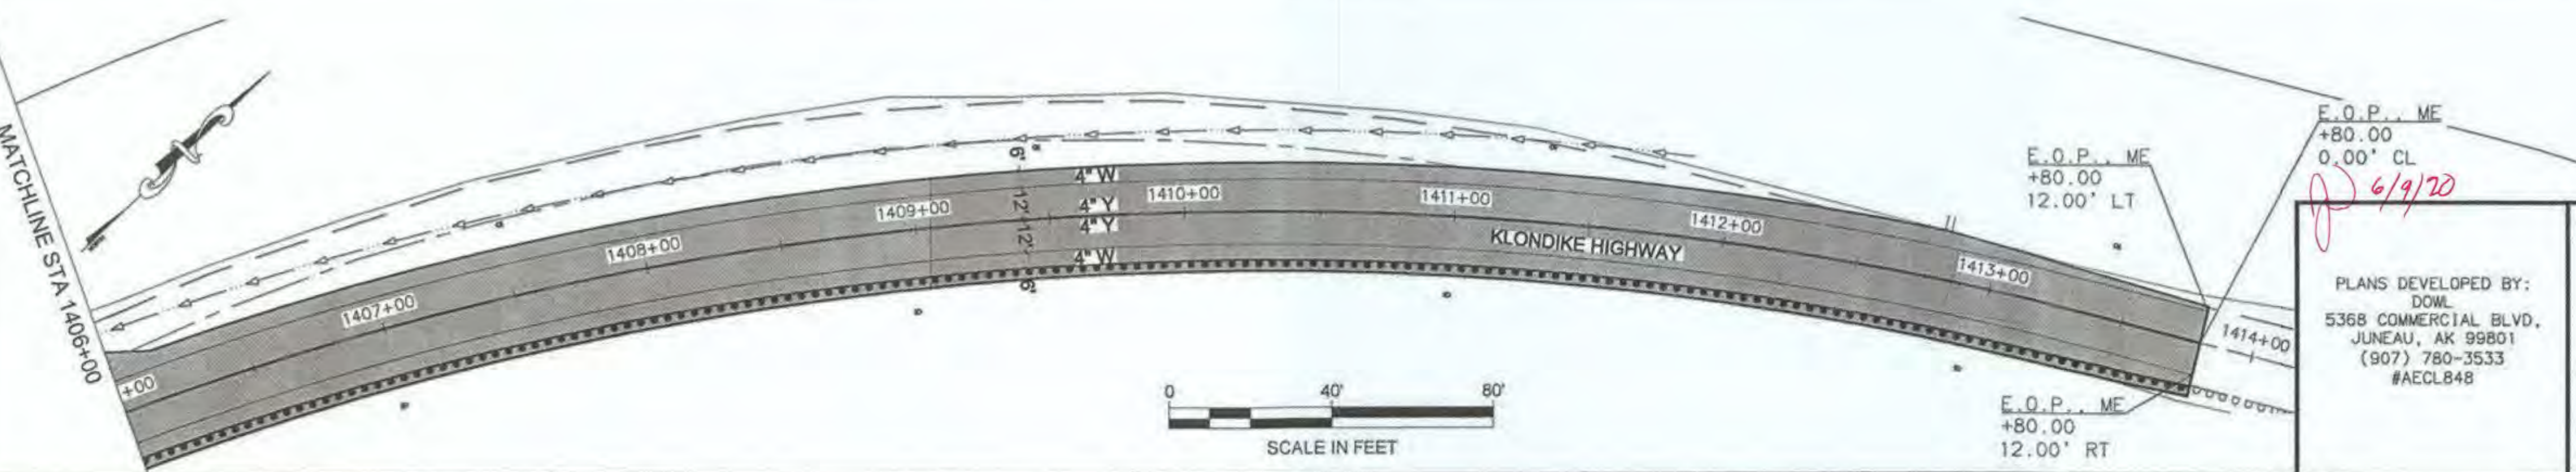 MATCHLINE STA 1406+00
+00
1407+00
1408+00
1409+00
6'
12'
12'
6'
4" W
4" Y
4" Y
4" W
1410+00
1411+00
KLONDIKE HIGHWAY
1412+00
1413+00
1414+00
0 40' 80'
SCALE IN FEET
E.O.P., ME
+80.00
12.00' LT
E.O.P., ME
+80.00
0.00' CL
6/9/20
E.O.P., ME
+80.00
12.00' RT
PLANS DEVELOPED BY:
DOWL
5368 COMMERCIAL BLVD,
JUNEAU, AK 99801
(907) 780-3533
#AECL848